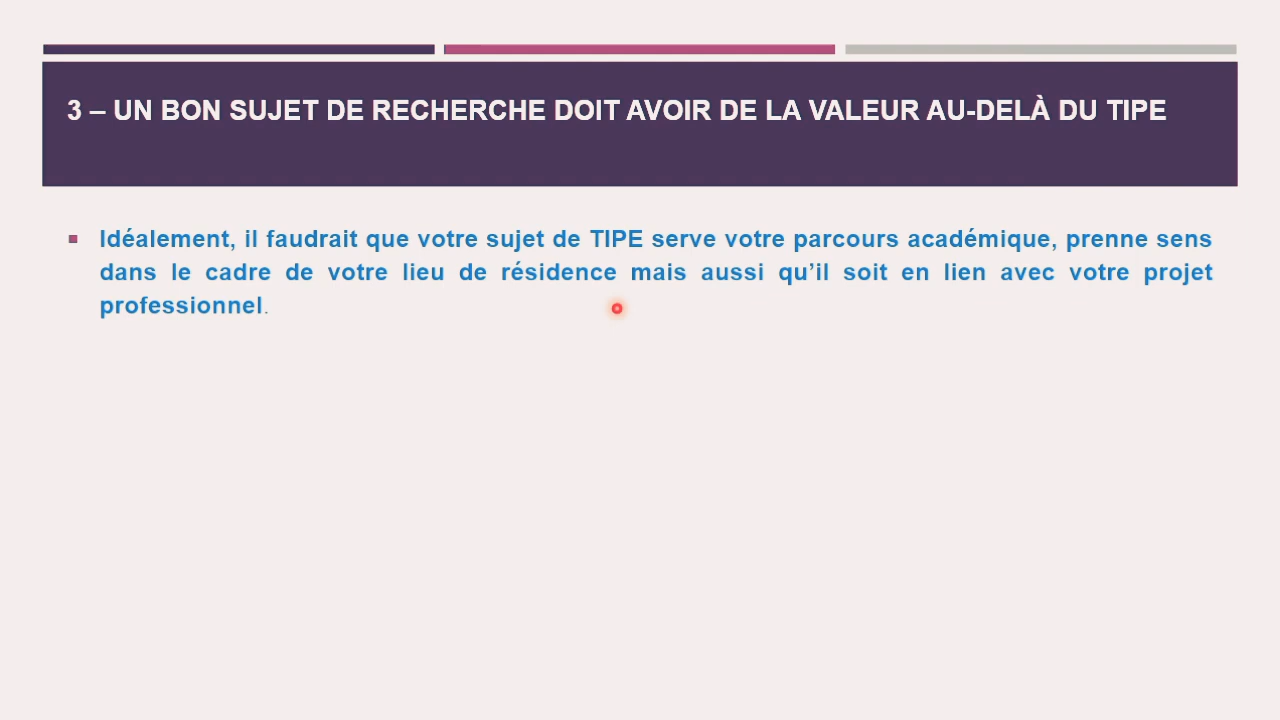 3 – UN BON SUJET DE RECHERCHE DOIT AVOIR DE LA VALEUR AU-DELÀ DU TIPE
Idéalement, il faudrait que votre sujet de TIPE serve votre parcours académique, prenne sens
dans le cadre de votre lieu de résidence mais aussi qu’il soit en lien avec votre projet
professionnel.